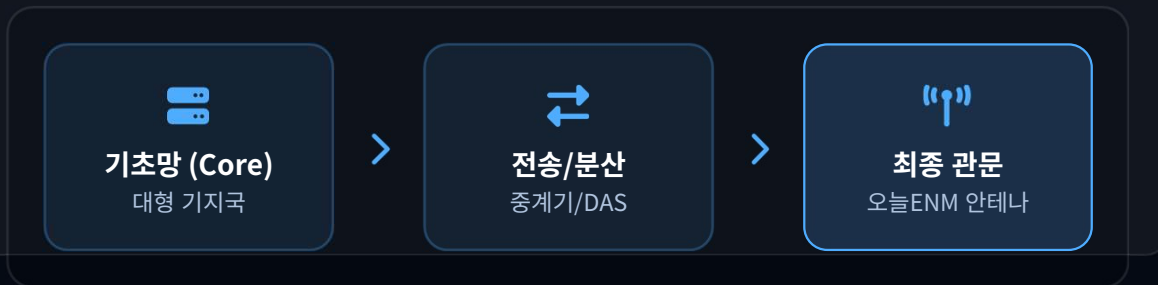 기초망 (Core)
대형 기지국
전송/분산
중계기/DAS
최종 관문
오늘ENM 안테나